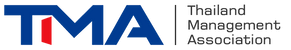 TMA
Thailand
Management
Association